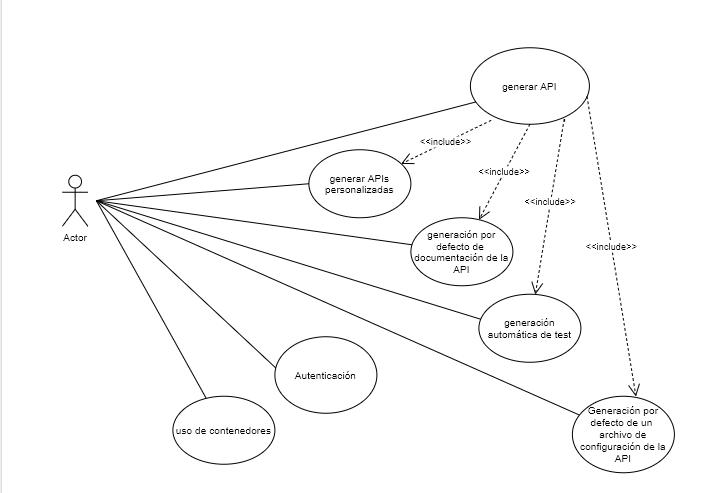 generar API
<<include>>
generar APIs
personalizadas
<<include>>
<<include>>
Actor
generación por
defecto de
documentación de la
API
<<include>>
generación
automática de test
Autenticación
Generación por
defecto de un
archivo de
configuración de la
API
uso de contenedores